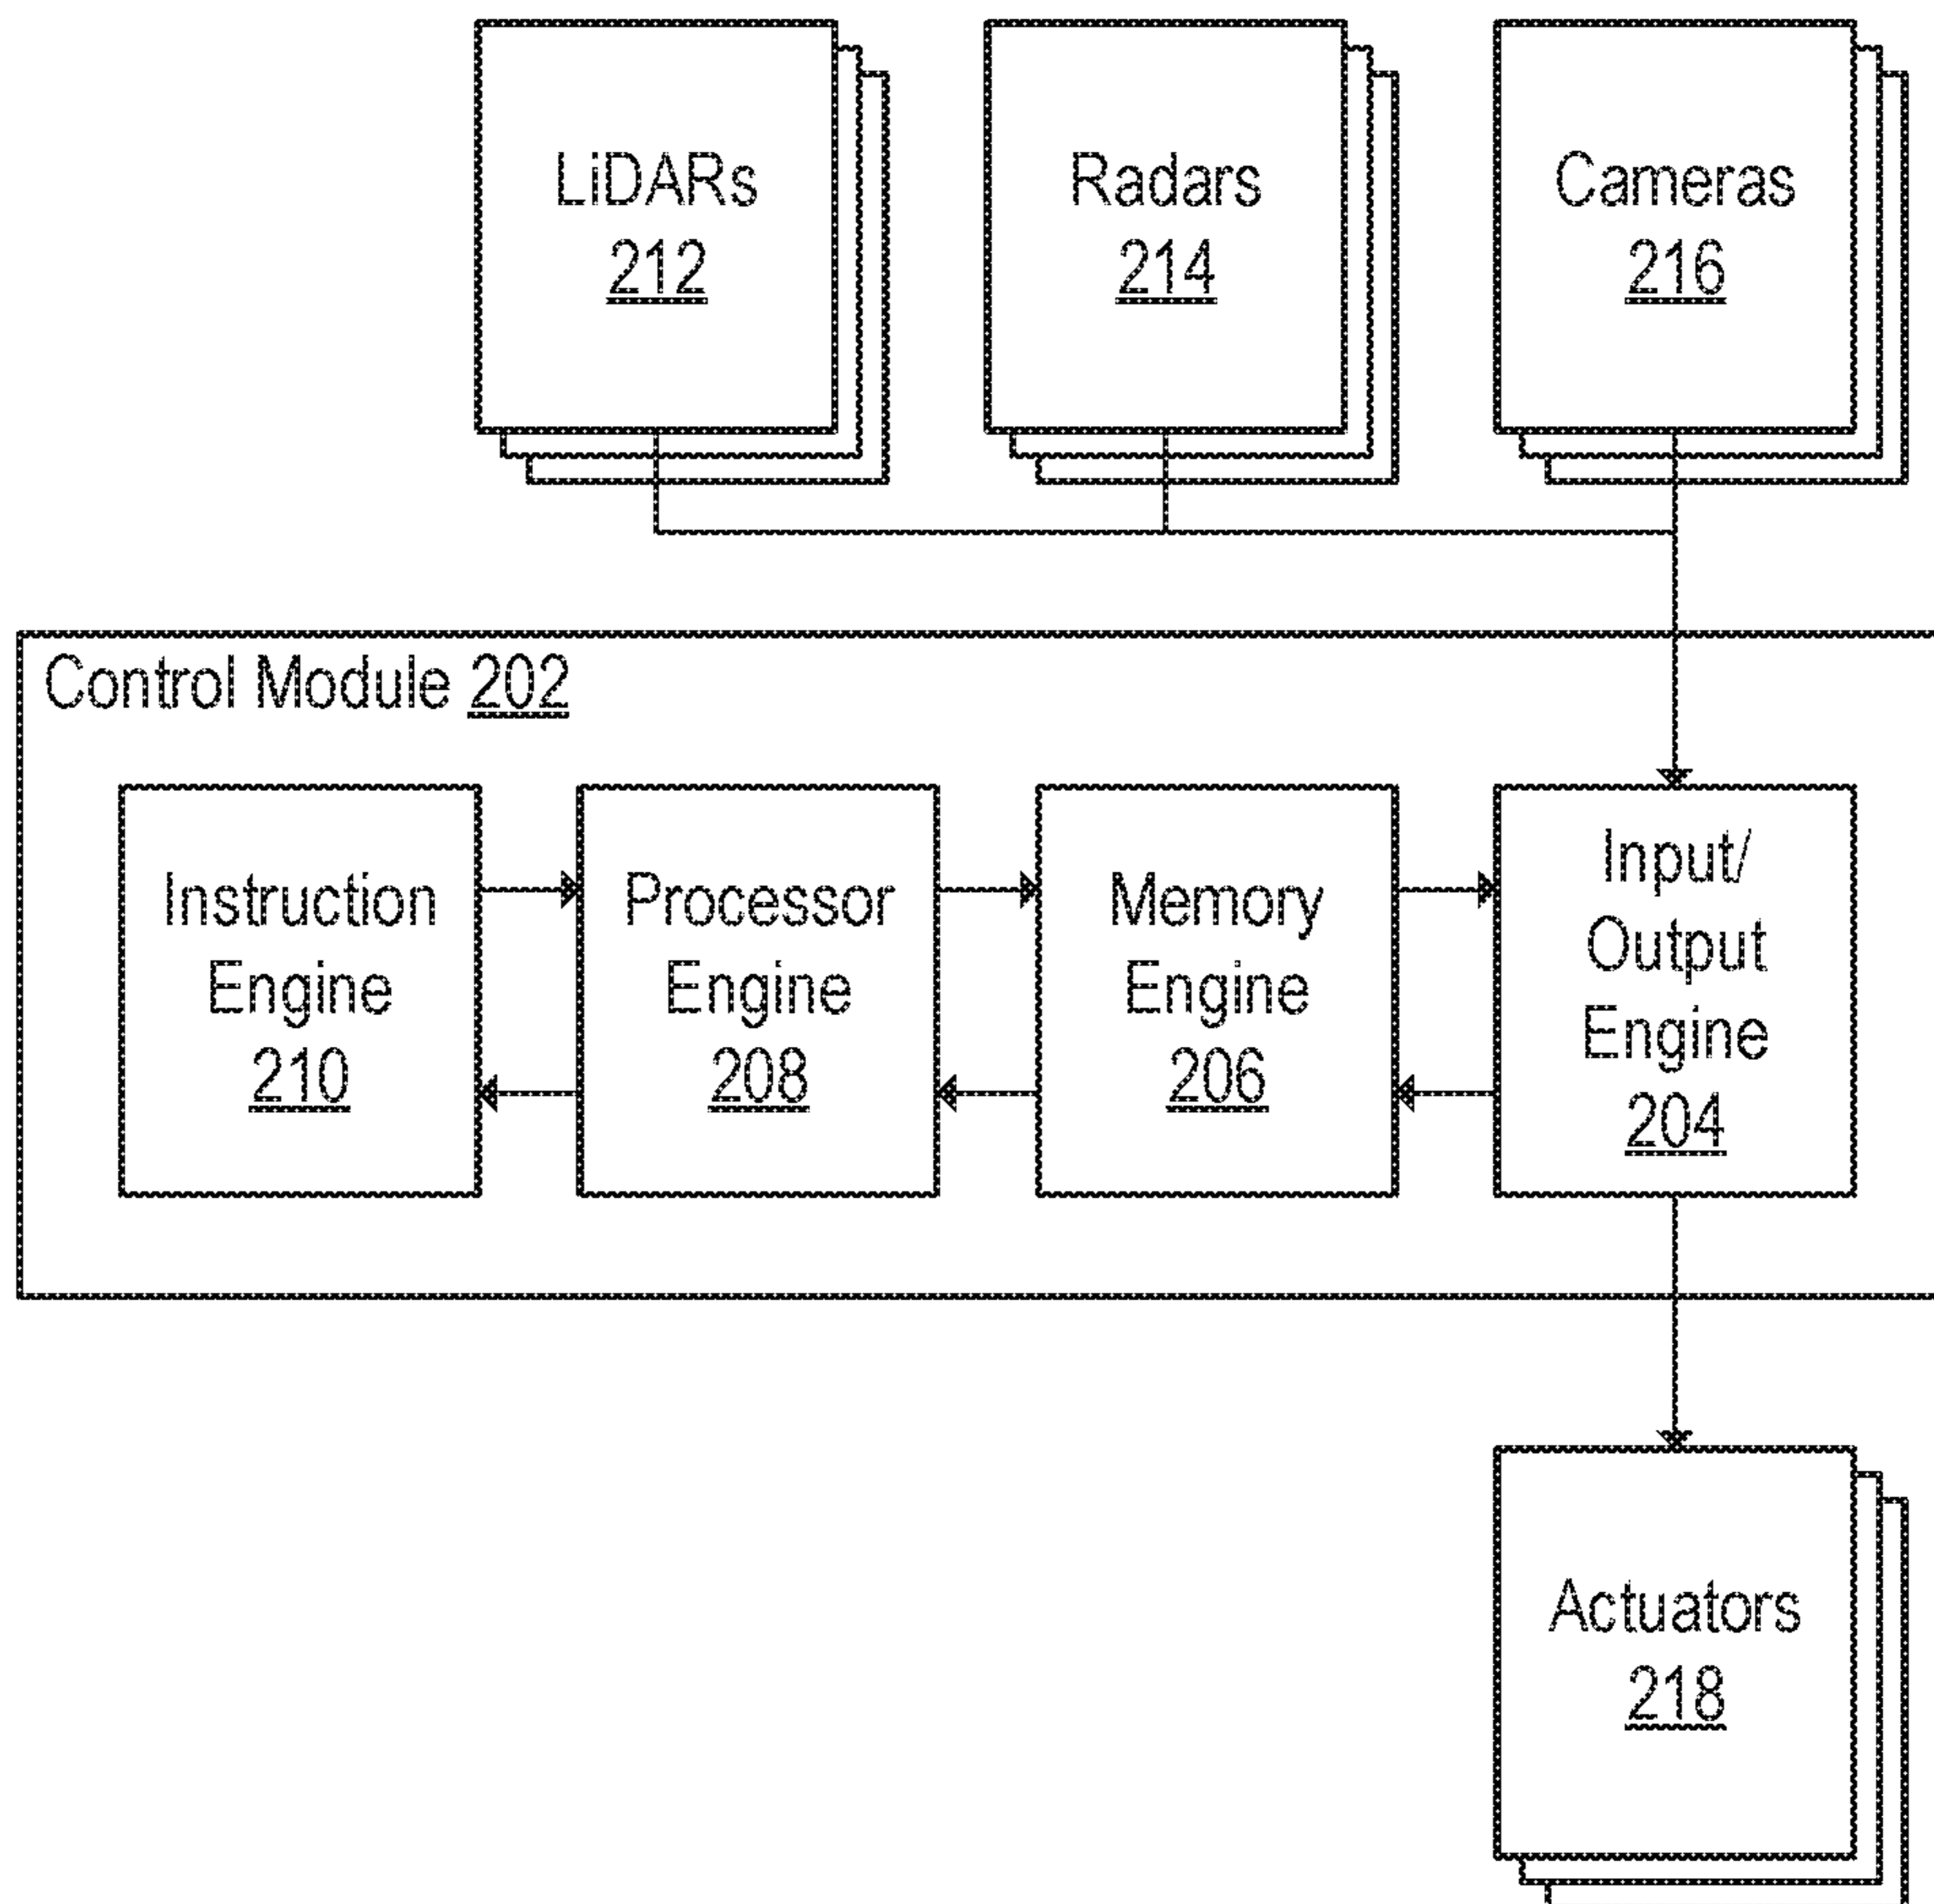 LiDARs
212
Radars
214
Cameras
216
Control Module 202
Instruction
Engine
210
Processor
Engine
208
Memory
Engine
206
Input/
Output
Engine
204
Actuators
218